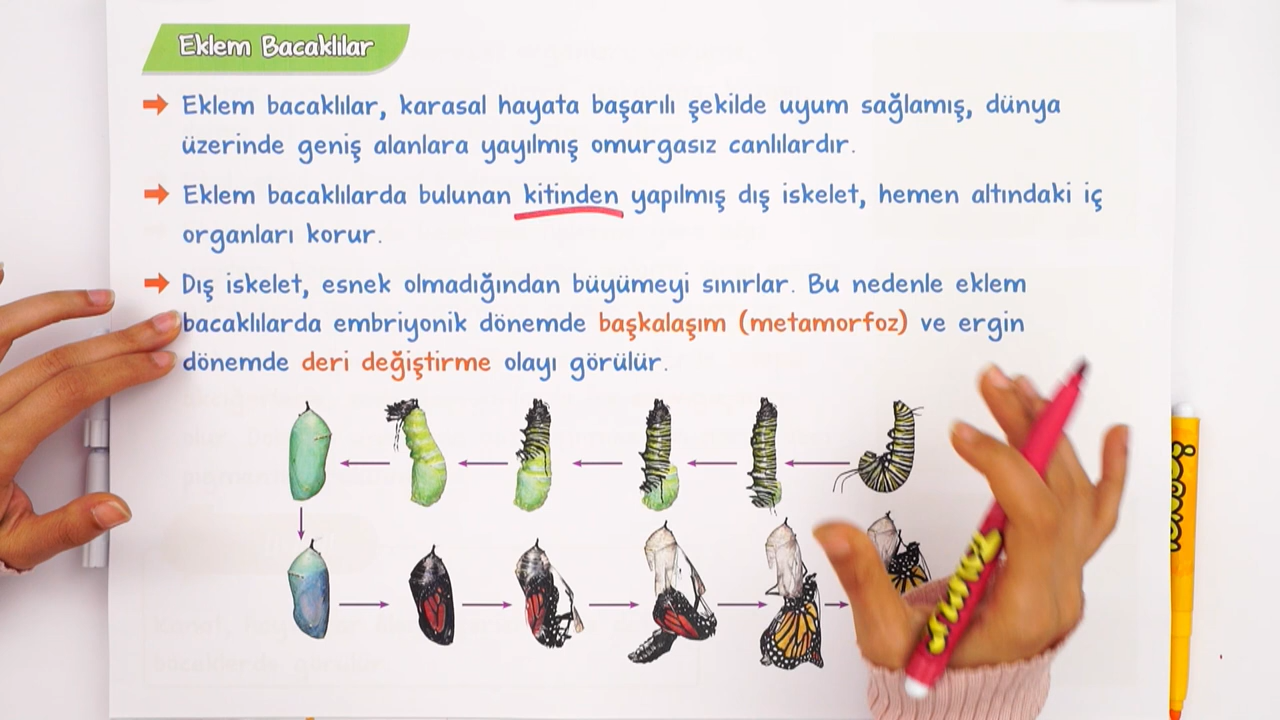 Eklem Bacaklılar
Eklem bacaklılar, karasal hayata başarılı şekilde uyum sağlamış, dünya
üzerinde geniş alanlara yayılmış omurgasız canlılardır.
Eklem bacaklılarda bulunan kitinden yapılmış dış iskelet, hemen altındaki iç
organları korur.
Dış iskelet, esnek olmadığından büyümeyi sınırlar. Bu nedenle eklem
bacaklılarda embriyonik dönemde başkalaşım (metamorfoz) ve ergin
dönemde deri değiştirme olayı görülür.